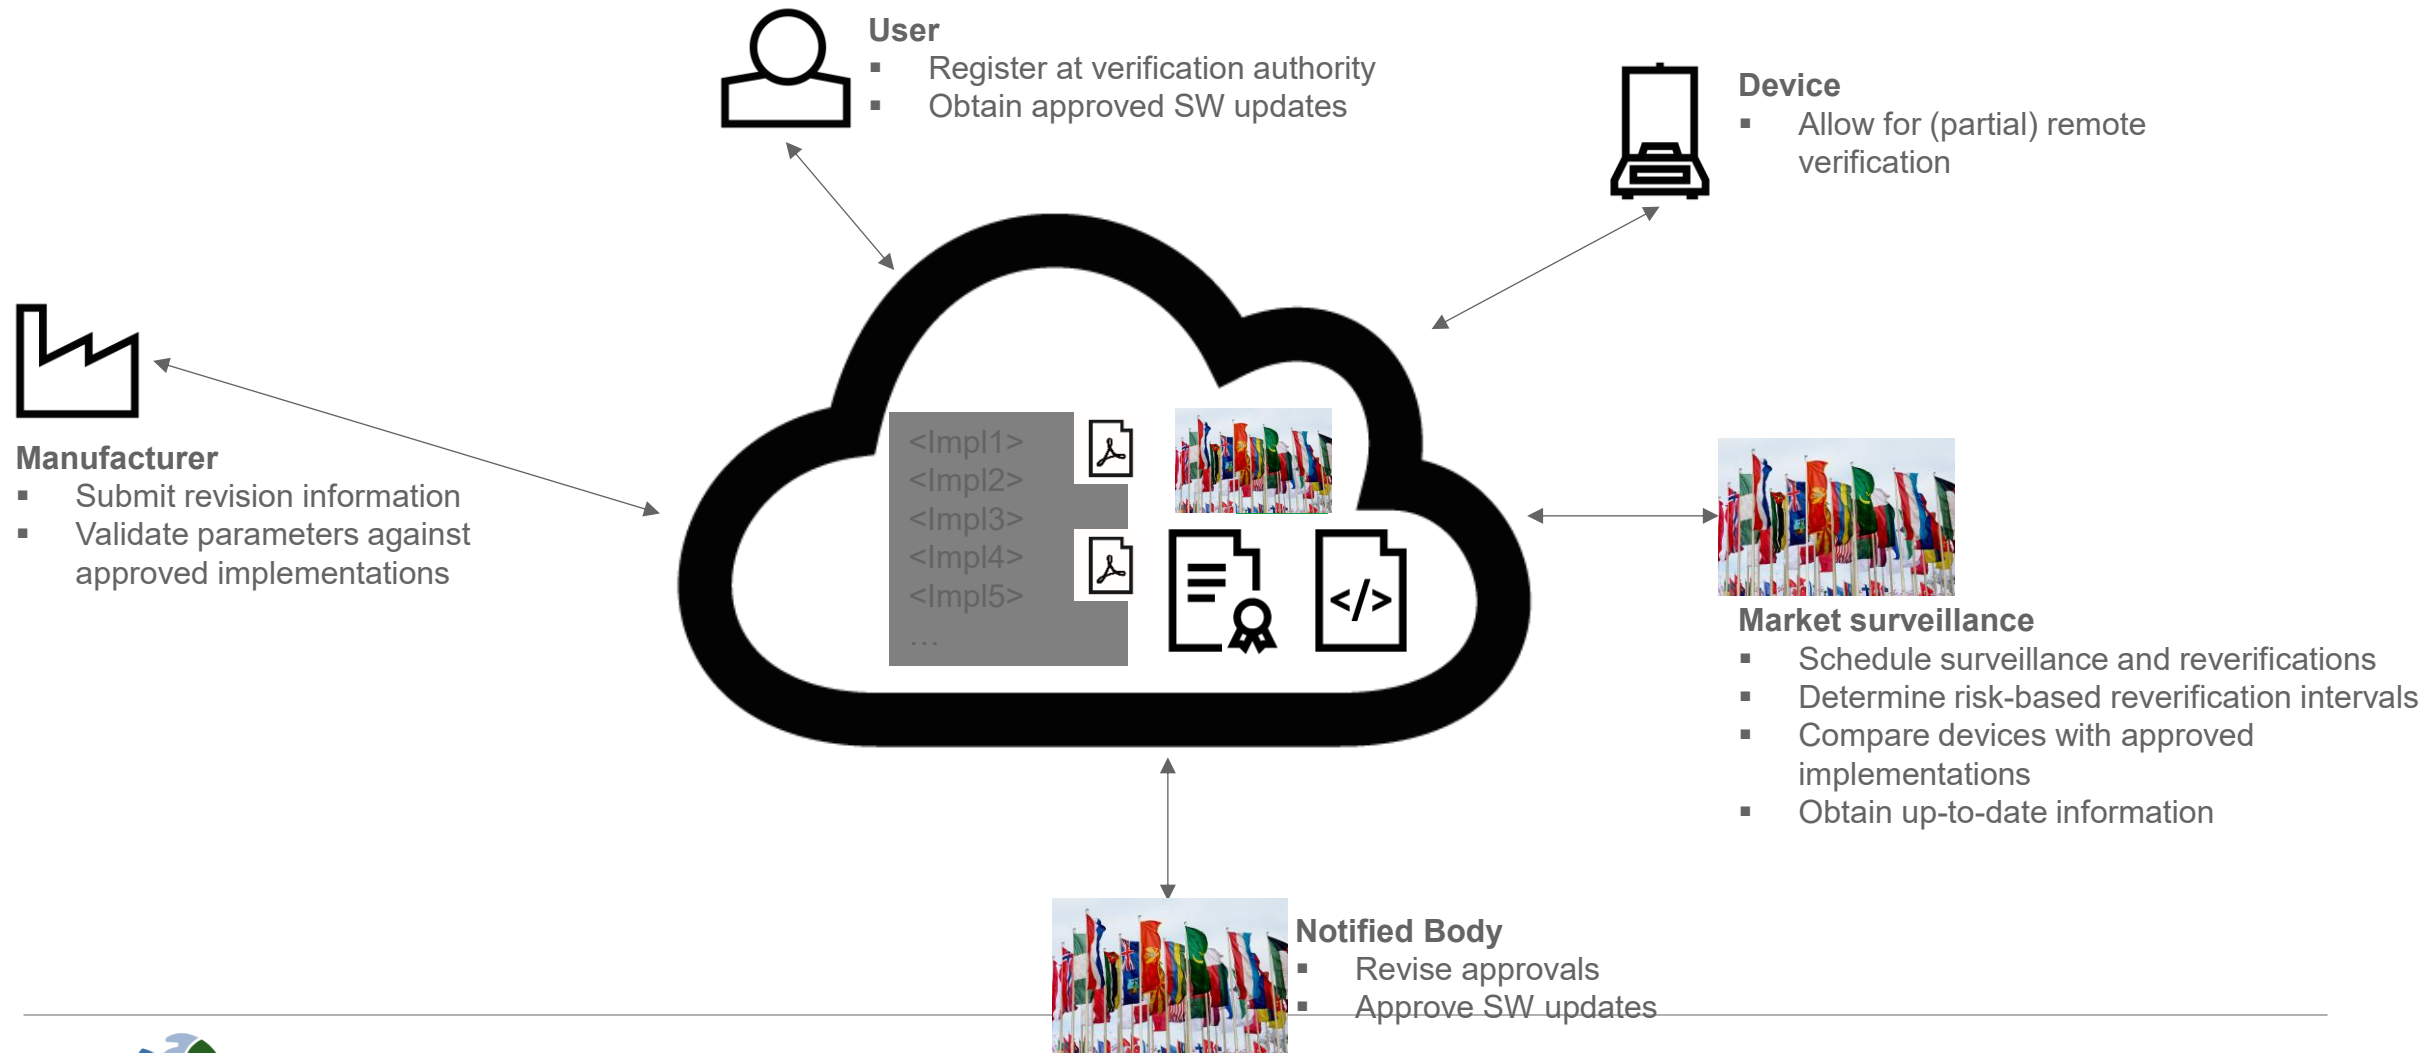 User
▪ Register at verification authority
▪ Obtain approved SW updates
Device
▪ Allow for (partial) remote
verification
Manufacturer
▪ Submit revision information
▪ Validate parameters against
approved implementations
<Impl1>
<Impl2>
<Impl3>
<Impl4>
<Impl5>
…
</>
Market surveillance
▪ Schedule surveillance and reverifications
▪ Determine risk-based reverification intervals
▪ Compare devices with approved
implementations
▪ Obtain up-to-date information
Notified Body
▪ Revise approvals
▪ Approve SW updates